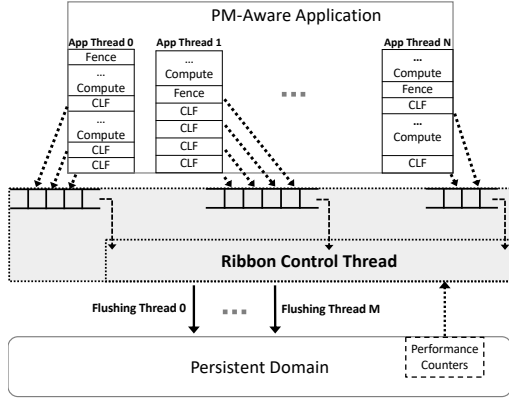 PM-Aware Application
App Thread 0
Fence
...
Compute
CLF
...
Compute
CLF
CLF
App Thread 1
...
Compute
Fence
CLF
CLF
CLF
CLF
...
App Thread N
...
Compute
Fence
CLF
...
Compute
CLF
Ribbon Control Thread
Flushing Thread 0
...
Flushing Thread M
Performance
Counters
Persistent Domain